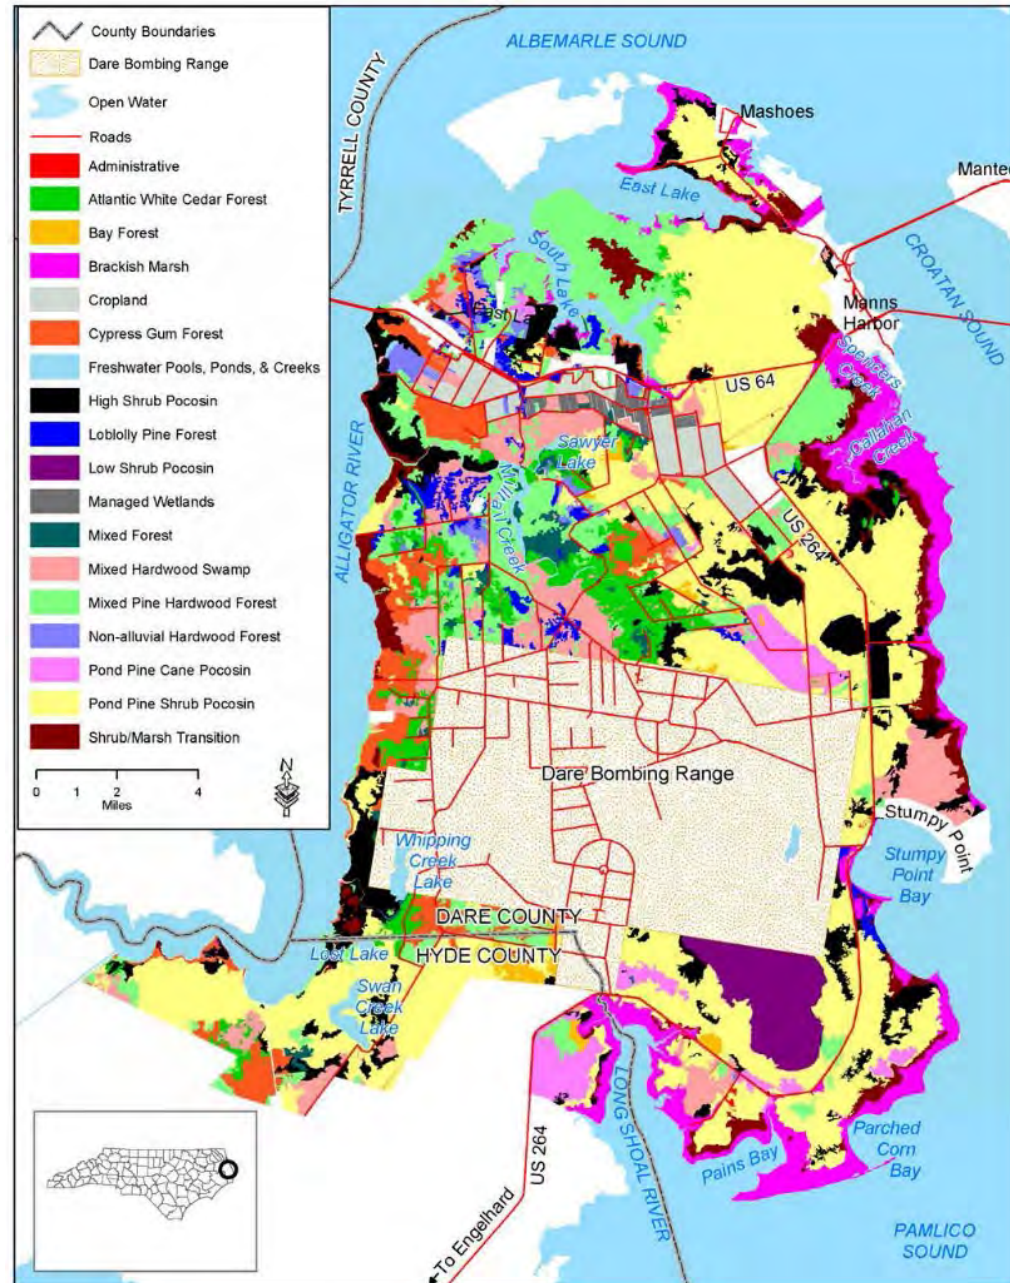 County Boundaries
Dare Bombing Range
Open Water
Roads
Administrative
Atlantic White Cedar Forest
Bay Forest
Brackish Marsh
Cropland
Cypress Gum Forest
Freshwater Pools, Ponds, & Creeks
High Shrub Pocosin
Loblolly Pine Forest
Low Shrub Pocosin
Managed Wetlands
Mixed Forest
Mixed Hardwood Swamp
Mixed Pine Hardwood Forest
Non-alluvial Hardwood Forest
Pond Pine Cane Pocosin
Pond Pine Shrub Pocosin
Shrub/Marsh Transition
N
0 1 2 4
Miles
ALBEMARLE SOUND
TYRRELL COUNTY
Mashoes
East Lake
Manteo
CROATAN SOUND
South Lake
East La
Manns
Harbor
Spencers
Creek
US 64
Callahan
Creek
Sawyer
Lake
Milltail Creek
ALLIGATOR RIVER
US 264
Dare Bombing Range
Stumpy Point
Stumpy
Point
Bay
Whipping
Creek
Lake
DARE COUNTY
HYDE COUNTY
Lost Lake
Swan
Creek
Lake
LONG SHOAL RIVER
US 264
Pains Bay
Parched
Corn
Bay
To Engelhard
PAMLICO
SOUND